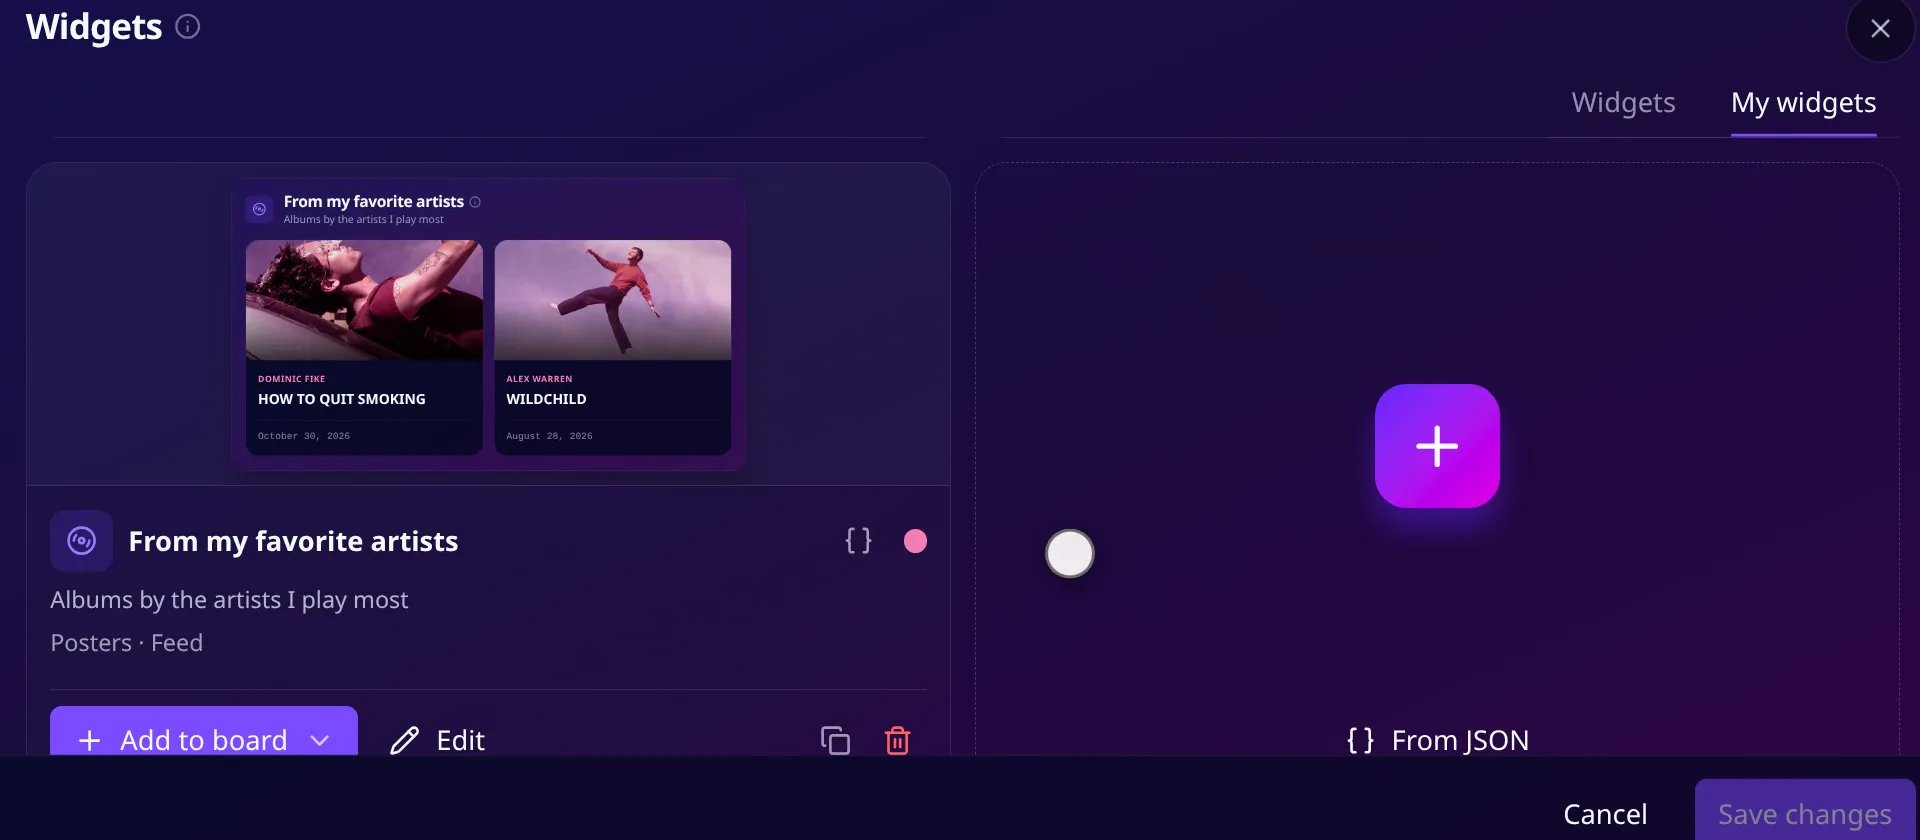 Widgets
Widgets
My widgets
From my favorite artists
Albums by the artists I play most
DOMINIC FIKE
HOW TO QUIT SMOKING
October 30, 2026
ALEX WARREN
WILDCHILD
August 28, 2026
From my favorite artists
Albums by the artists I play most
Posters · Feed
Add to board
Edit
From JSON
Cancel
Save changes